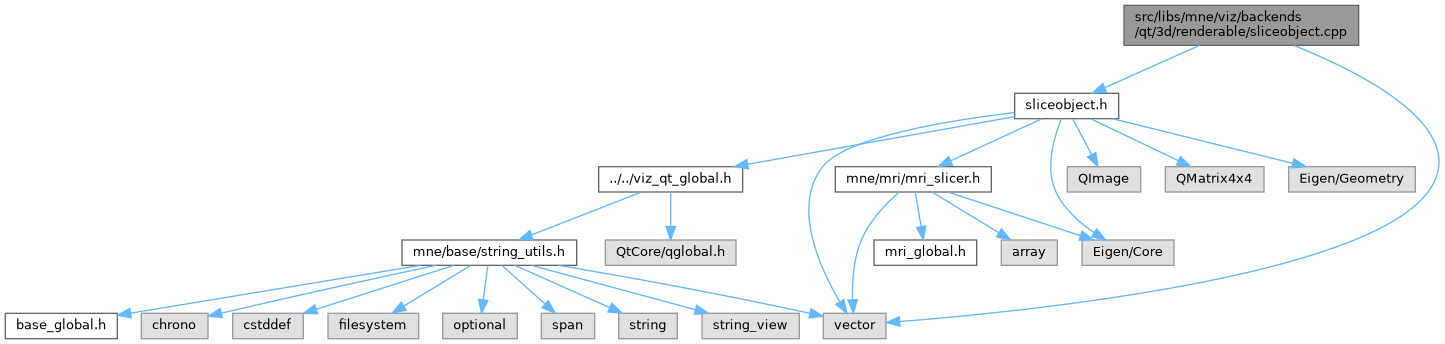 src/libs/mne/viz/backends
/qt/3d/renderable/sliceobject.cpp
sliceobject.h
../../viz_qt_global.h
mne/mri/mri_slicer.h
QImage
QMatrix4x4
Eigen/Geometry
mne/base/string_utils.h
QtCore/qglobal.h
mri_global.h
array
Eigen/Core
base_global.h
chrono
cstddef
filesystem
optional
span
string
string_view
vector